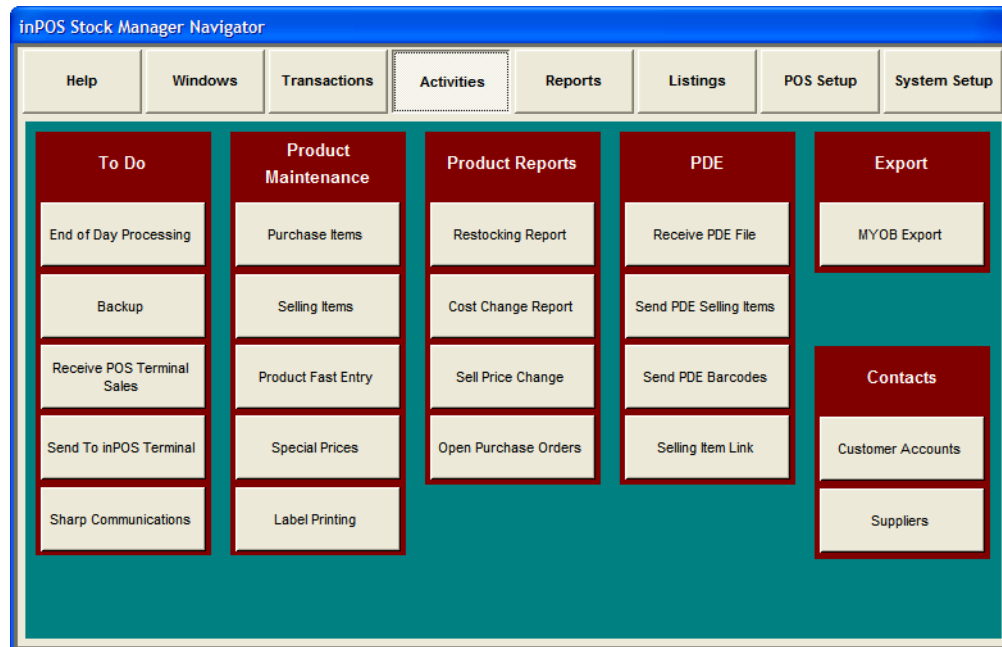 inPOS Stock Manager Navigator
Help
Windows
Transactions
Activities
Reports
Listings
POS Setup
System Setup
To Do
End of Day Processing
Backup
Receive POS Terminal
Sales
Send To inPOS Terminal
Sharp Communications
Product
Maintenance
Purchase Items
Selling Items
Product Fast Entry
Special Prices
Label Printing
Product Reports
Restocking Report
Cost Change Report
Sell Price Change
Open Purchase Orders
PDE
Receive PDE File
Send PDE Selling Items
Send PDE Barcodes
Selling Item Link
Export
MYOB Export
Contacts
Customer Accounts
Suppliers